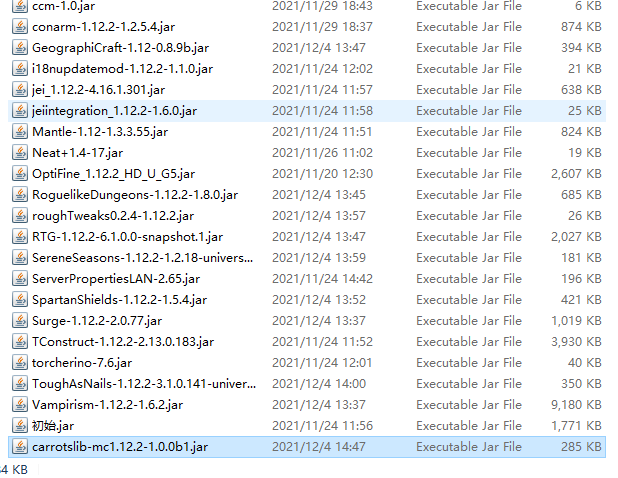 ccm-1.0.jar 2021/11/29 18:43 Executable Jar File 6 KB
conarm-1.12.2-1.2.5.4.jar 2021/11/29 18:37 Executable Jar File 874 KB
GeographiCraft-1.12-0.8.9b.jar 2021/12/4 13:47 Executable Jar File 394 KB
i18nupdatemod-1.12.2-1.1.0.jar 2021/11/24 12:02 Executable Jar File 21 KB
jei_1.12.2-4.16.1.301.jar 2021/11/24 11:57 Executable Jar File 638 KB
jeiintegration_1.12.2-1.6.0.jar 2021/11/24 11:58 Executable Jar File 25 KB
Mantle-1.12-1.3.3.55.jar 2021/11/24 11:51 Executable Jar File 824 KB
Neat+1.4-17.jar 2021/11/26 11:02 Executable Jar File 19 KB
OptiFine_1.12.2_HD_U_G5.jar 2021/11/20 12:30 Executable Jar File 2,607 KB
RoguelikeDungeons-1.12.2-1.8.0.jar 2021/12/4 13:45 Executable Jar File 685 KB
roughTweaks0.2.4-1.12.2.jar 2021/12/4 13:57 Executable Jar File 26 KB
RTG-1.12.2-6.1.0.0-snapshot.1.jar 2021/12/4 13:47 Executable Jar File 2,027 KB
SereneSeasons-1.12.2-1.2.18-univers... 2021/12/4 13:59 Executable Jar File 181 KB
ServerPropertiesLAN-2.65.jar 2021/11/24 14:42 Executable Jar File 196 KB
SpartanShields-1.12.2-1.5.4.jar 2021/12/4 13:52 Executable Jar File 421 KB
Surge-1.12.2-2.0.77.jar 2021/12/4 13:37 Executable Jar File 1,019 KB
TConstruct-1.12.2-2.13.0.183.jar 2021/11/24 11:52 Executable Jar File 3,930 KB
torcherino-7.6.jar 2021/11/24 12:01 Executable Jar File 40 KB
ToughAsNails-1.12.2-3.1.0.141-univer... 2021/12/4 14:00 Executable Jar File 350 KB
Vampirism-1.12.2-1.6.2.jar 2021/12/4 13:37 Executable Jar File 9,180 KB
初始.jar 2021/11/24 11:56 Executable Jar File 1,771 KB
carrotslib-mc1.12.2-1.0.0b1.jar 2021/12/4 14:47 Executable Jar File 285 KB
4 KB